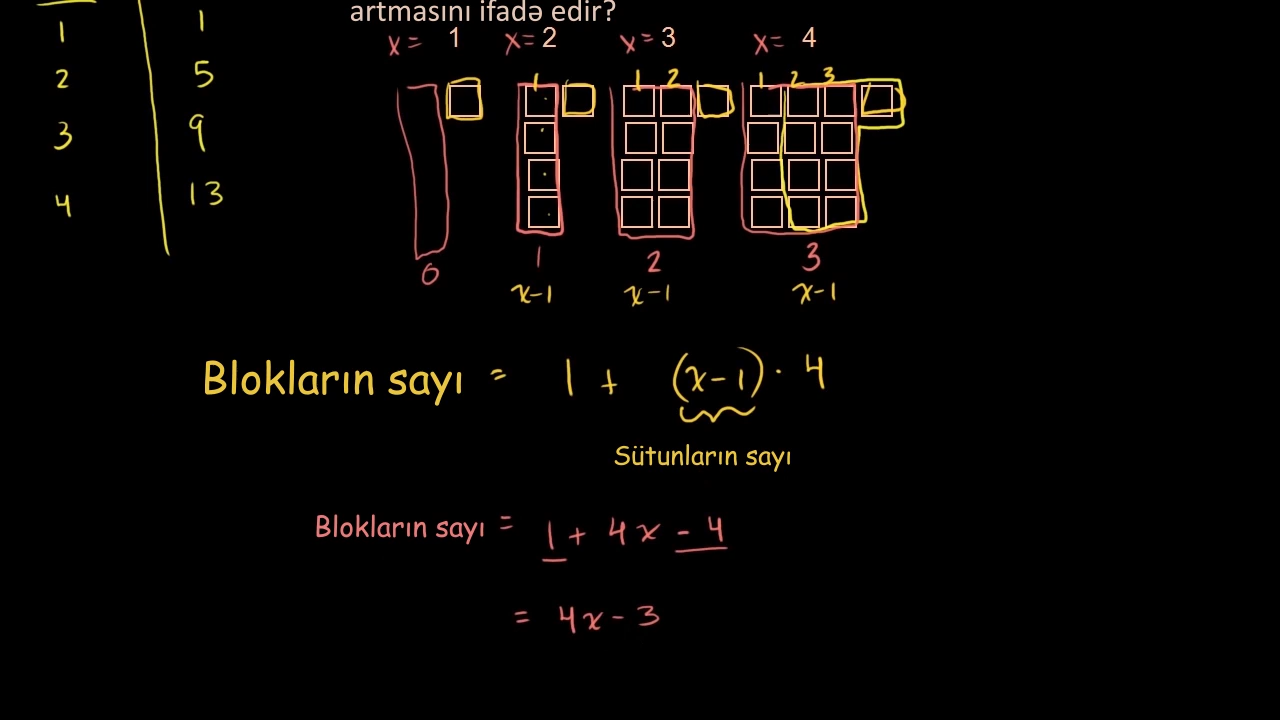 artmasını ifadə edir?
x = 1 x = 2 x = 3 x = 4
1 1
2 5
3 9
4 13
1 1 2 1 2 3
0 1 2 3
x-1 x-1 x-1
Blokların sayı = 1 + (x-1) · 4
Sütunların sayı
Blokların sayı = 1 + 4x - 4
= 4x - 3